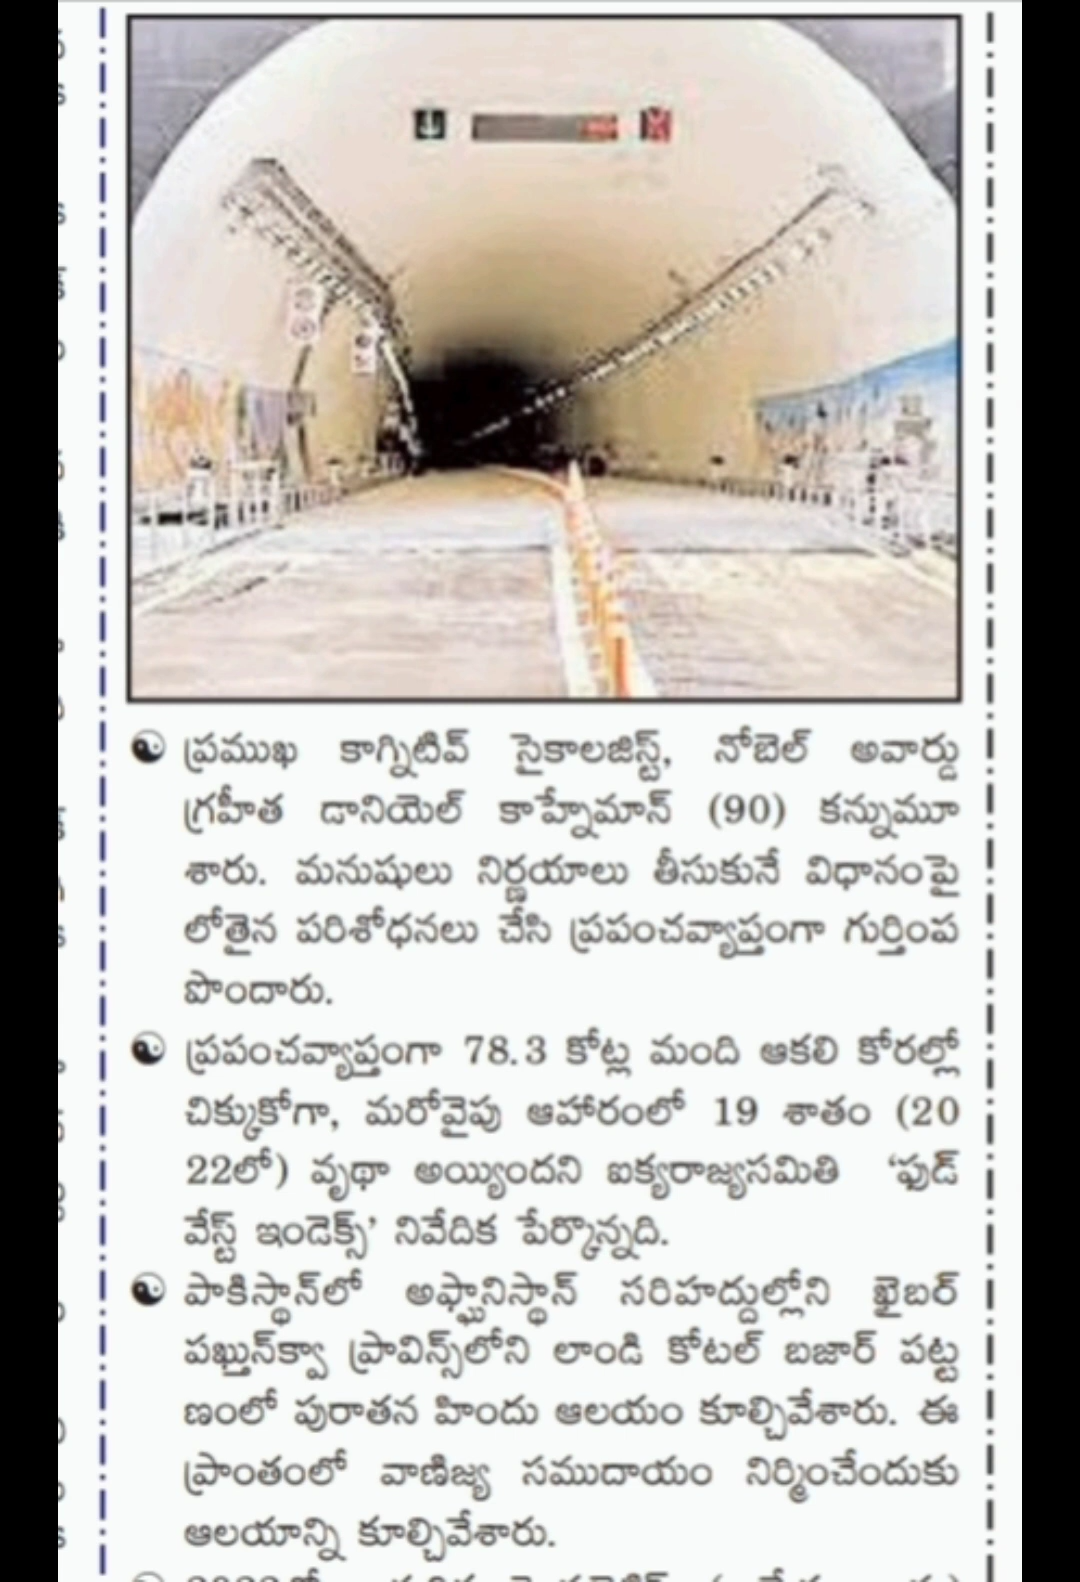 ప్రముఖ కాగ్నిటివ్ సైకాలజిస్ట్, నోబెల్ అవార్డు
గ్రహీత డానియెల్ కాహ్నేమాన్ (90) కన్నుమూ
శారు. మనుషులు నిర్ణయాలు తీసుకునే విధానంపై
లోతైన పరిశోధనలు చేసి ప్రపంచవ్యాప్తంగా గుర్తింప
పొందారు.
ప్రపంచవ్యాప్తంగా 78.3 కోట్ల మంది ఆకలి కోరల్లో
చిక్కుకోగా, మరోవైపు ఆహారంలో 19 శాతం (20
22లో) వృథా అయ్యిందని ఐక్యరాజ్యసమితి ‘ఫుడ్
వేస్ట్ ఇండెక్స్’ నివేదిక పేర్కొన్నది.
పాకిస్థాన్‌లో అఫ్ఘానిస్థాన్ సరిహద్దుల్లోని ఖైబర్
పఖ్తున్‌క్వా ప్రావిన్స్‌లోని లాండి కోటల్ బజార్ పట్ట
ణంలో పురాతన హిందు ఆలయం కూల్చివేశారు. ఈ
ప్రాంతంలో వాణిజ్య సముదాయం నిర్మించేందుకు
ఆలయాన్ని కూల్చివేశారు.